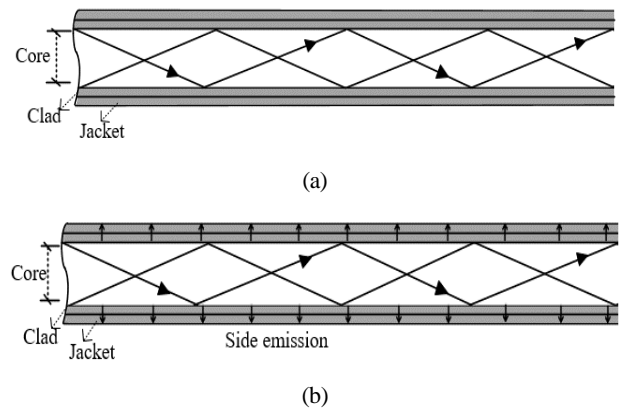 Core
Clad
Jacket
(a)
Core
Clad
Jacket
Side emission
(b)